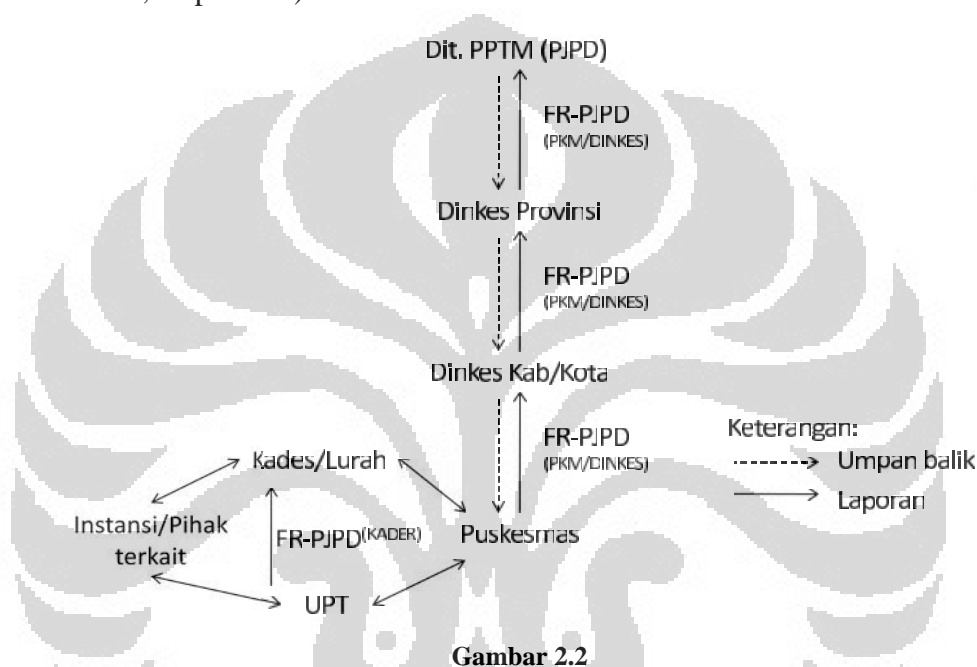 Dit. PPTM (PJPD)
FR-PJPD
(PKM/DINKES)
Dinkes Provinsi
FR-PJPD
(PKM/DINKES)
Dinkes Kab/Kota
FR-PJPD
(PKM/DINKES)
Keterangan:
Umpan balik
Laporan
Kades/Lurah
Instansi/Pihak
terkait
FR-PJPD(KADER)
Puskesmas
UPT
Gambar 2.2